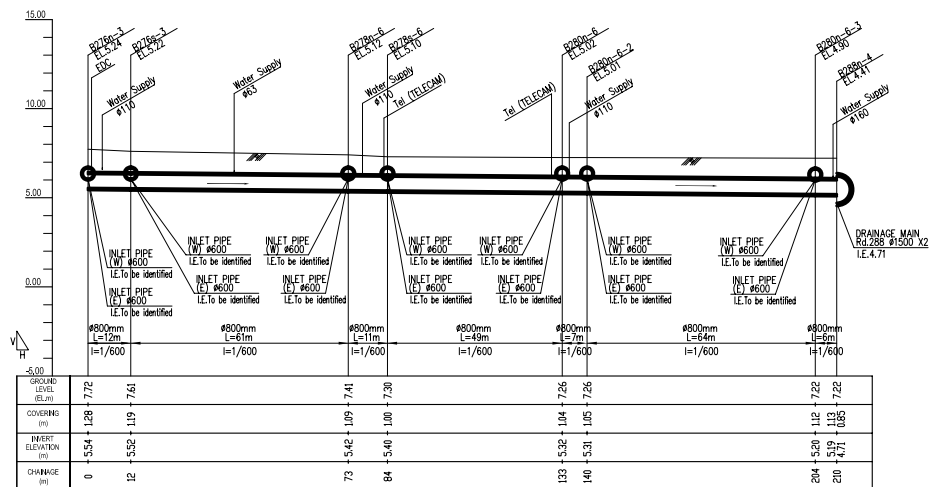 15.00
10.00
5.00
0.00
-5.00
V
H
B276n-3
EL.5.24
EDC
Water Supply
ø110
B276s-3
EL.5.22
Water Supply
ø63
B278n-6
EL.5.12
Water Supply
ø110
B278s-6
EL.5.10
Tel (TELECAM)
Tel (TELECAM)
B280n-6
EL.5.02
B280n-6-2
EL.5.01
Water Supply
ø110
B280n-6-3
EL.4.90
B288n-4
EL.4.41
Water Supply
ø160
INLET PIPE
(W) ø600
I.E.To be identified
INLET PIPE
(E) ø600
I.E.To be identified
INLET PIPE
(W) ø600
I.E.To be identified
INLET PIPE
(E) ø600
I.E.To be identified
INLET PIPE
(W) ø600
I.E.To be identified
INLET PIPE
(E) ø600
I.E.To be identified
INLET PIPE
(W) ø600
I.E.To be identified
INLET PIPE
(E) ø600
I.E.To be identified
INLET PIPE
(W) ø600
I.E.To be identified
INLET PIPE
(E) ø600
I.E.To be identified
INLET PIPE
(W) ø600
I.E.To be identified
INLET PIPE
(E) ø600
I.E.To be identified
INLET PIPE
(W) ø600
I.E.To be identified
INLET PIPE
(E) ø600
I.E.To be identified
DRAINAGE MAIN
Rd.288 ø1500 X2
I.E.4.71
ø800mm
L=12m
I=1/600
ø800mm
L=61m
I=1/600
ø800mm
L=11m
I=1/600
ø800mm
L=49m
I=1/600
ø800mm
L=7m
I=1/600
ø800mm
L=64m
I=1/600
ø800mm
L=6m
I=1/600
GROUND
LEVEL
(EL.m)
7.72 7.61 7.41 7.30 7.26 7.26 7.22 7.22
COVERING
(m)
1.28 1.19 1.09 1.00 1.04 1.05 1.12 1.13 0.85
INVERT
ELEVATION
(m)
5.54 5.52 5.42 5.40 5.32 5.31 5.20 5.19 4.71
CHAINAGE
(m)
0 12 73 84 133 140 204 210